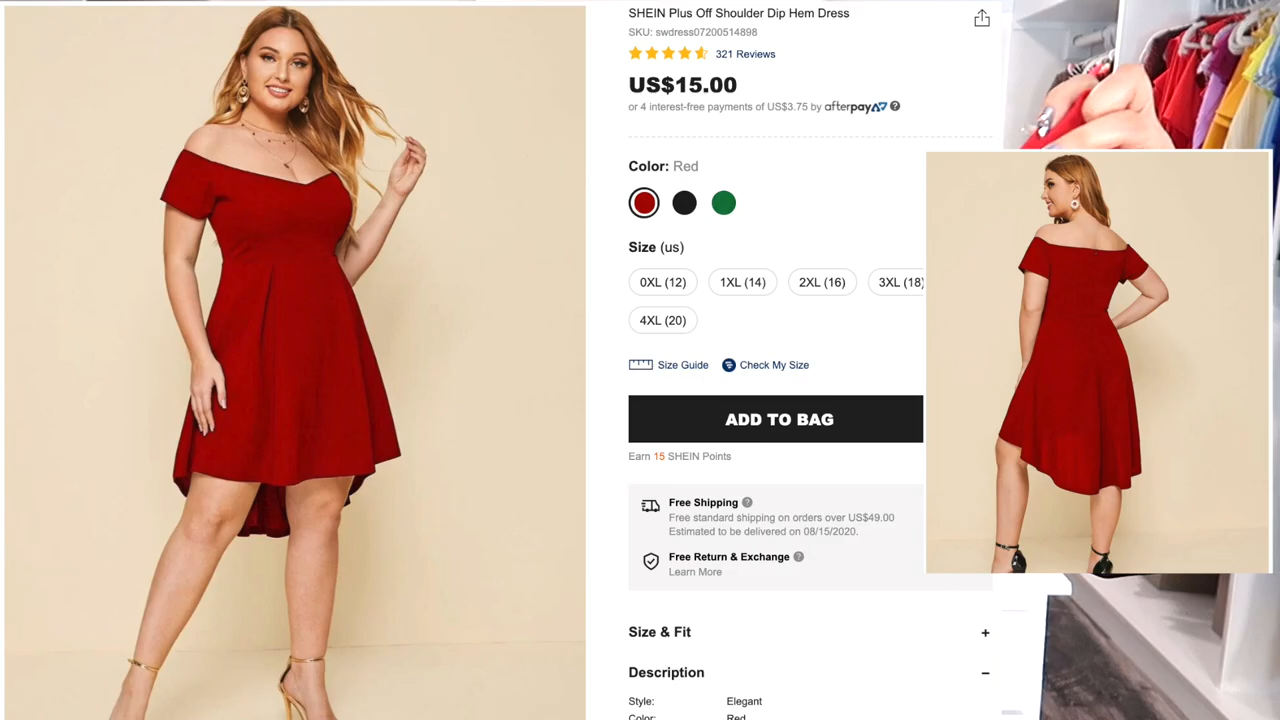 SHEIN Plus Off Shoulder Dip Hem Dress
SKU: swdress07200514898
321 Reviews
US$15.00
or 4 interest-free payments of US$3.75 by afterpay ?
Color: Red
Size (us)
0XL (12) 1XL (14) 2XL (16) 3XL (18)
4XL (20)
Size Guide Check My Size
ADD TO BAG
Earn 15 SHEIN Points
Free Shipping ?
Free standard shipping on orders over US$49.00
Estimated to be delivered on 08/15/2020.
Free Return & Exchange ?
Learn More
Size & Fit +
Description −
Style: Elegant
Color: Red